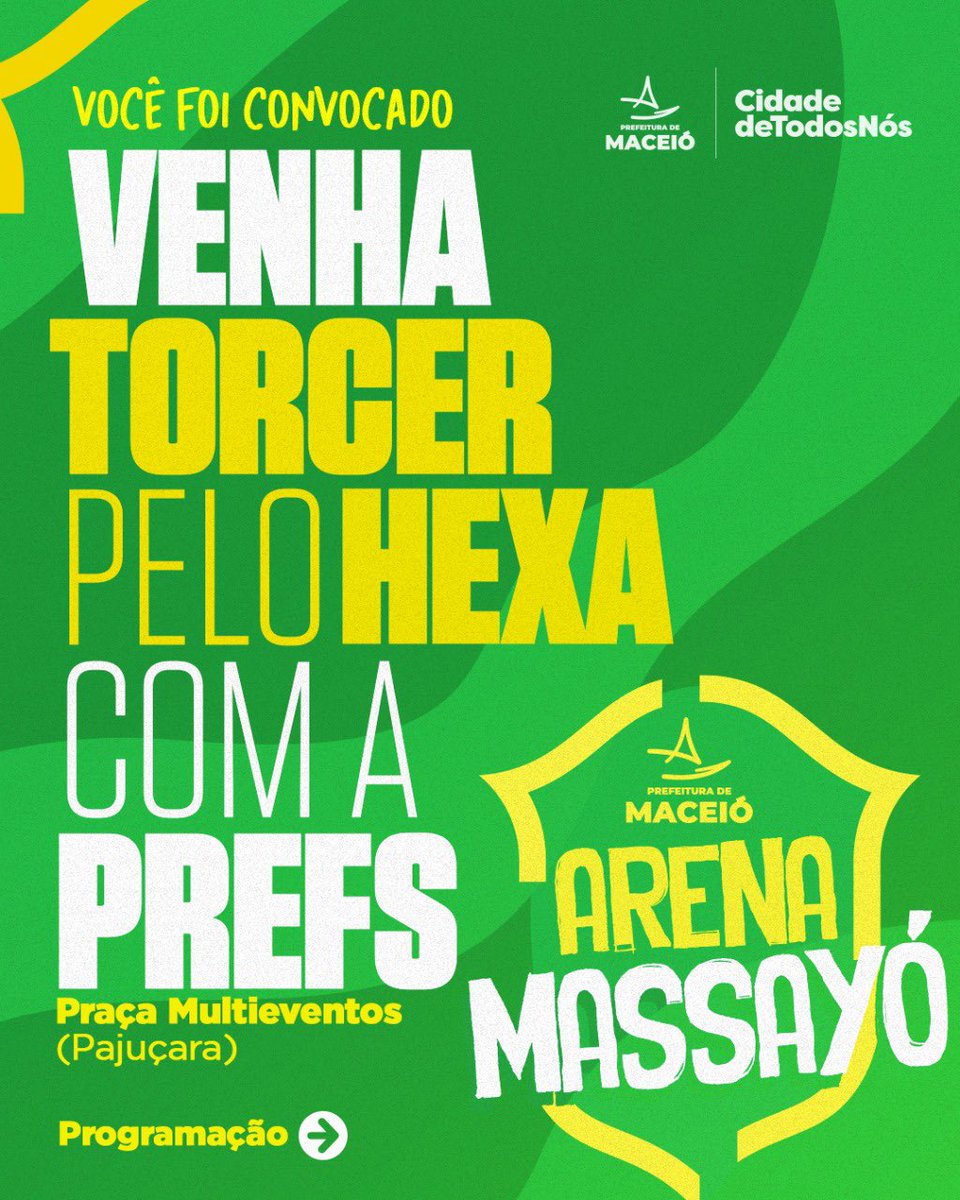 VOCÊ FOI CONVOCADO
VENHA
TORCER
PELO HEXA
COM A
PREFS
Praça Multieventos
(Pajuçara)
Programação
PREFEITURA DE
MACEIÓ
Cidade
deTodosNós
PREFEITURA DE
MACEIÓ
ARENA
MASSAYÓ